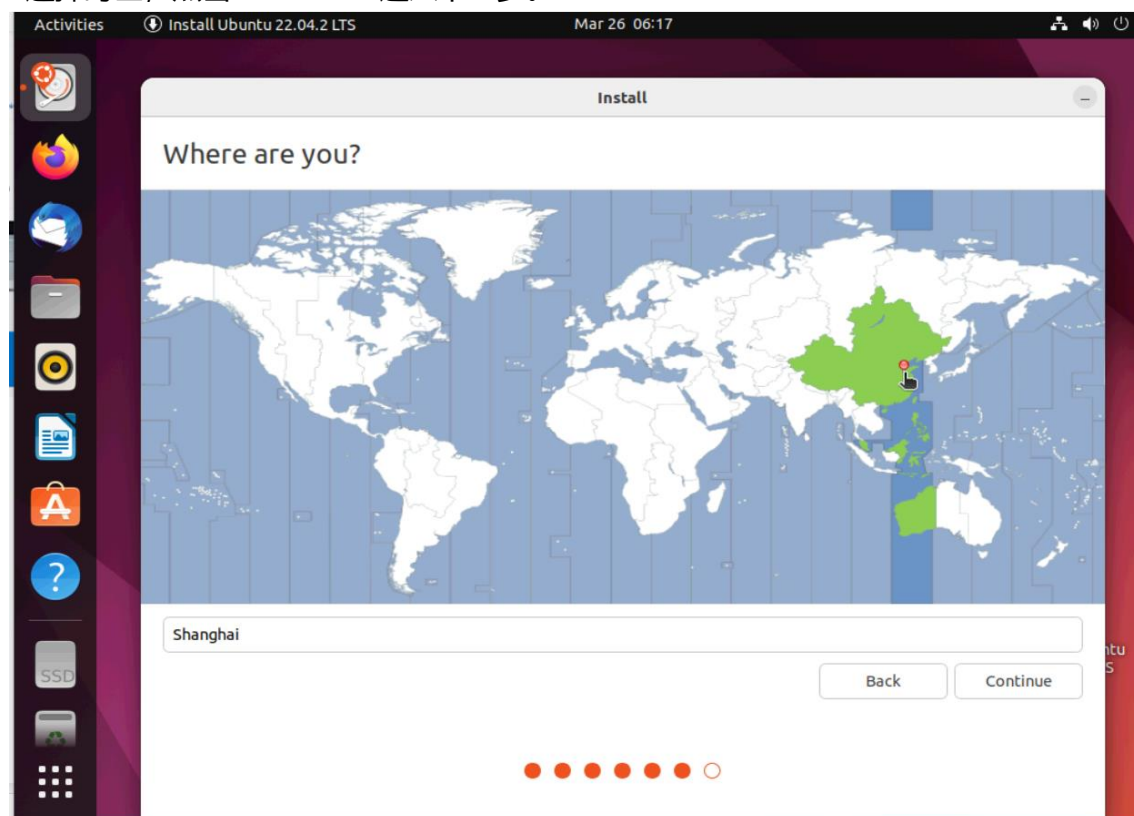 Activities
Install Ubuntu 22.04.2 LTS
Mar 26 06:17
Install
Where are you?
Shanghai
SSD
Back
Continue